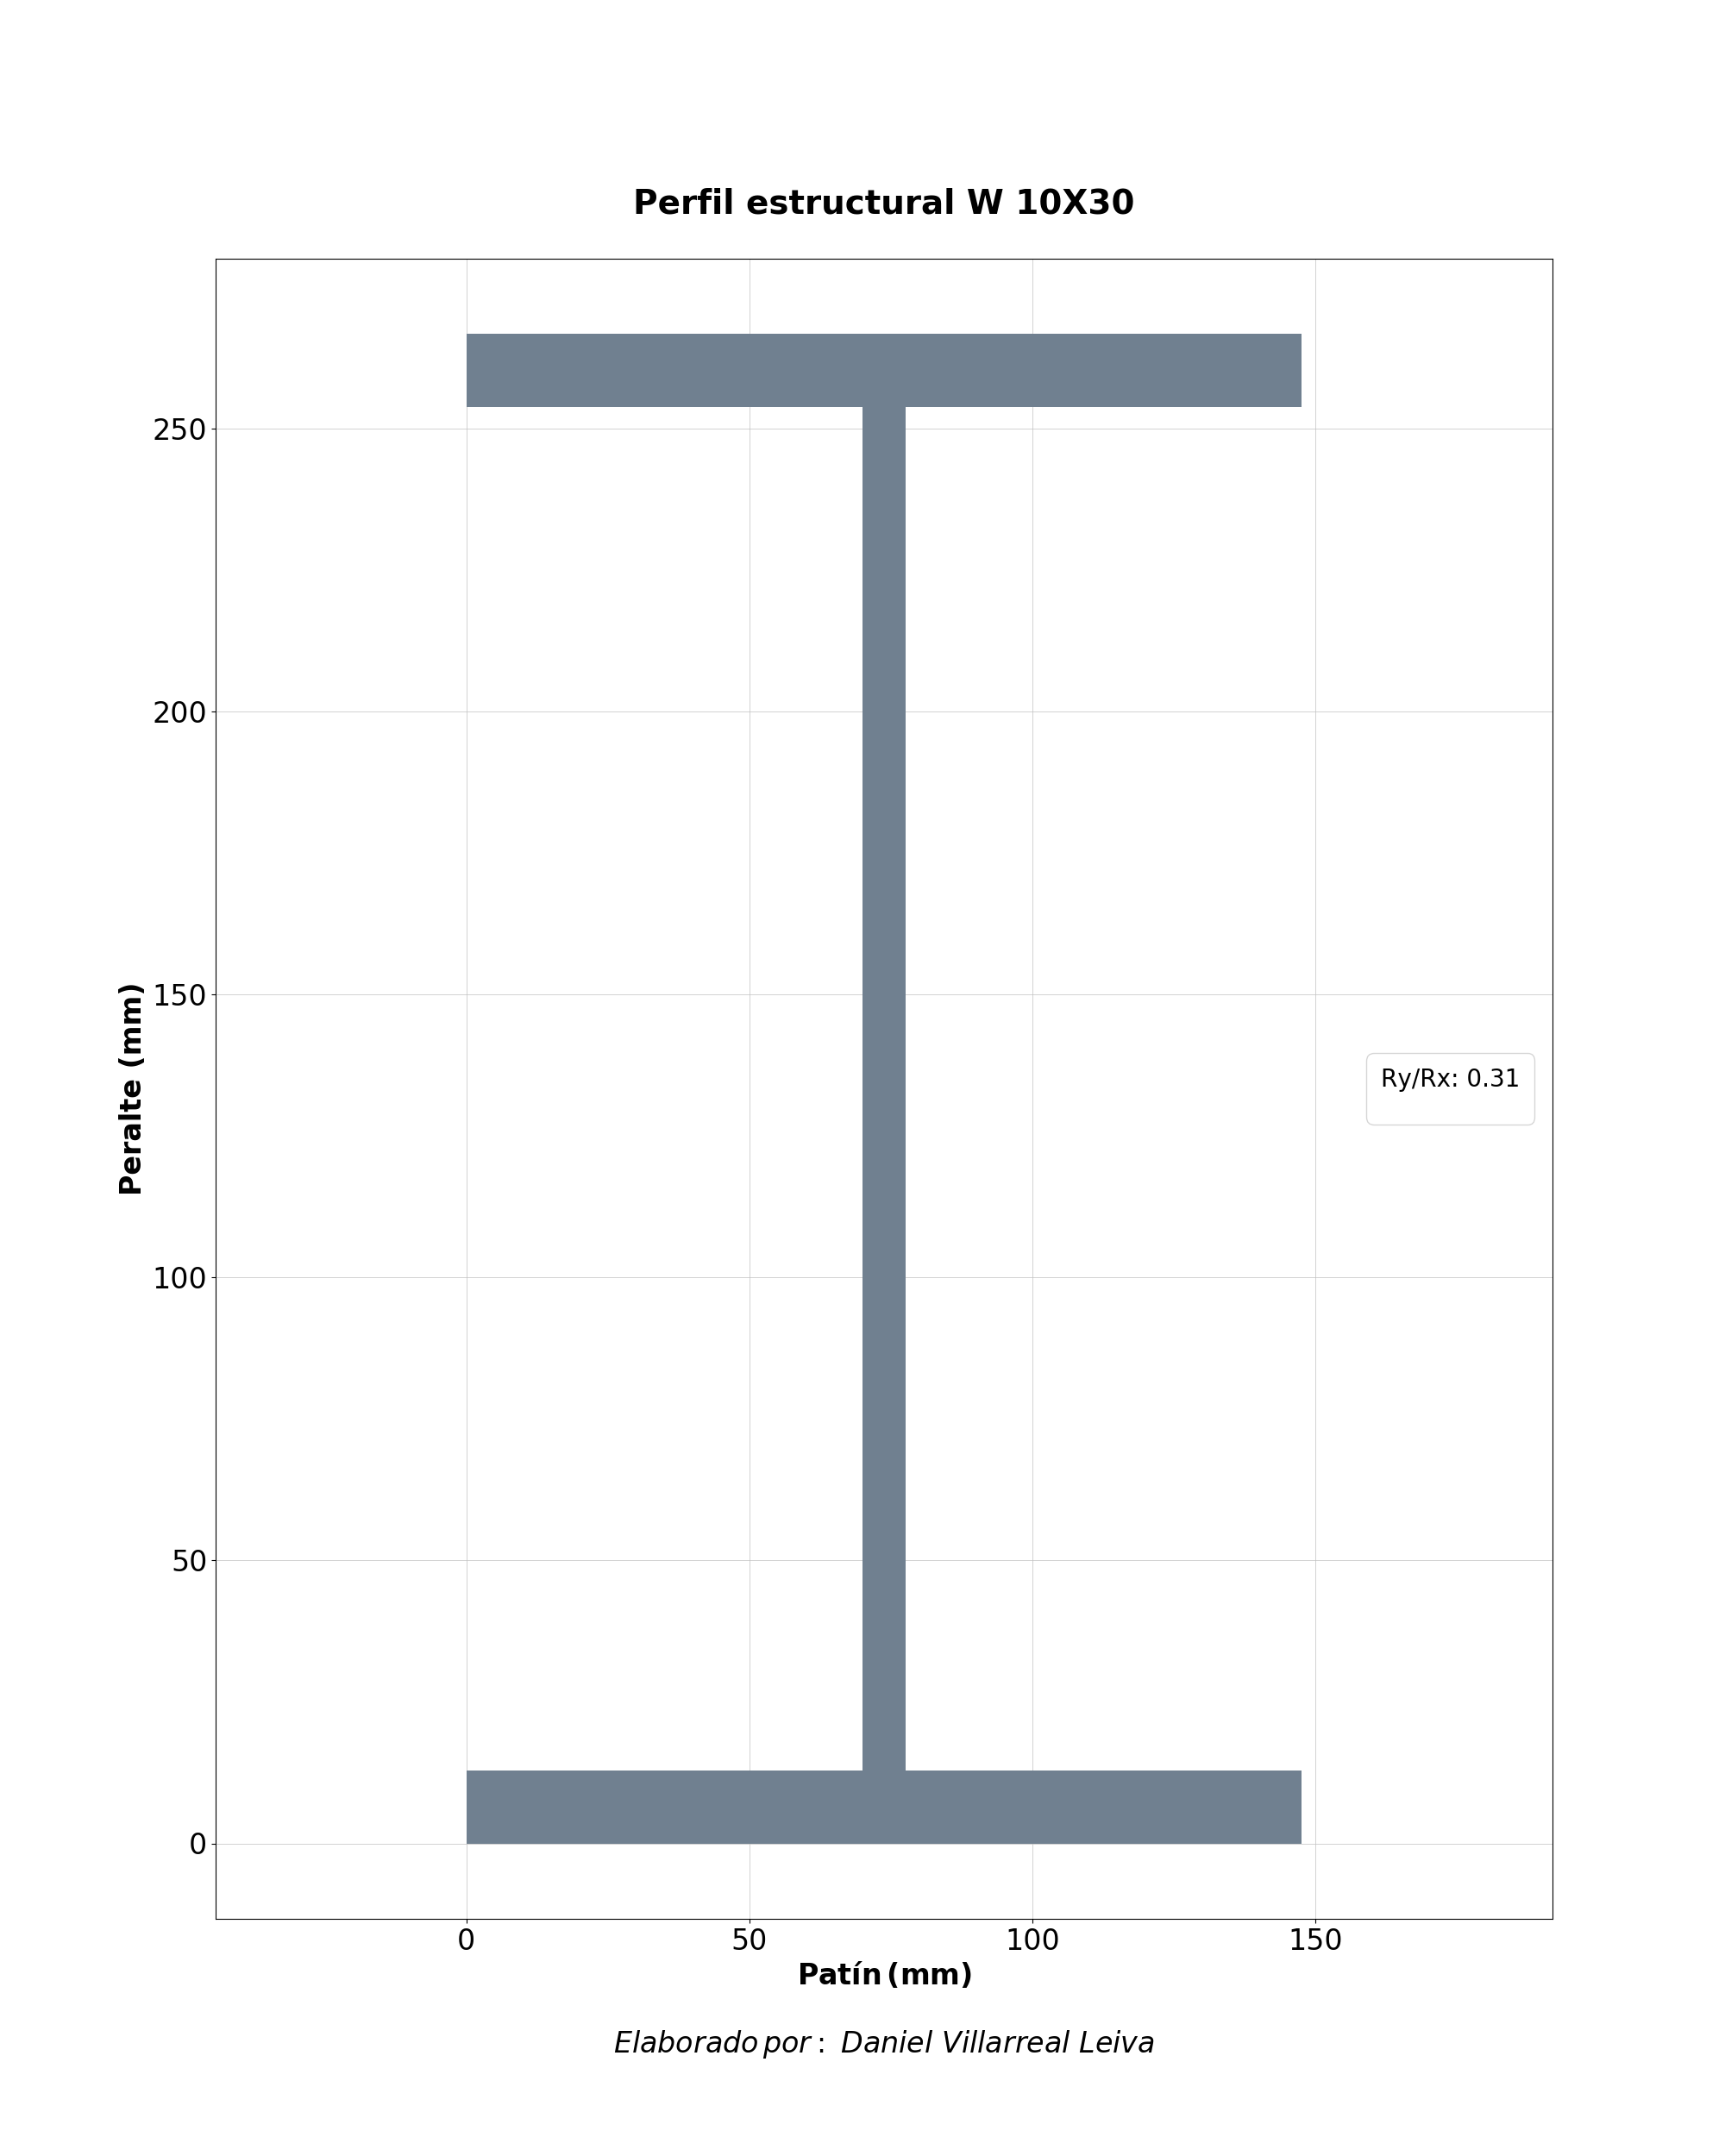 Perfil estructural W 10X30
250
200
150
100
50
0
Peralte (mm)
Ry/Rx: 0.31
0 50 100 150
Patín (mm)
Elaborado por: Daniel Villarreal Leiva